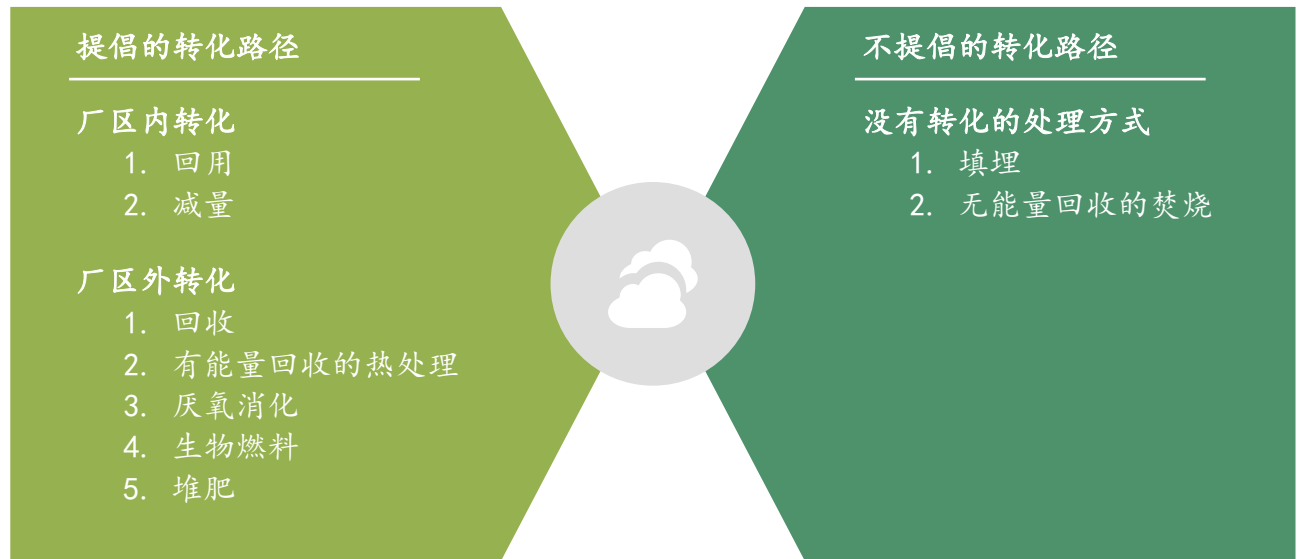 提倡的转化路径
厂区内转化
1. 回用
2. 减量
厂区外转化
1. 回收
2. 有能量回收的热处理
3. 厌氧消化
4. 生物燃料
5. 堆肥
不提倡的转化路径
没有转化的处理方式
1. 填埋
2. 无能量回收的焚烧